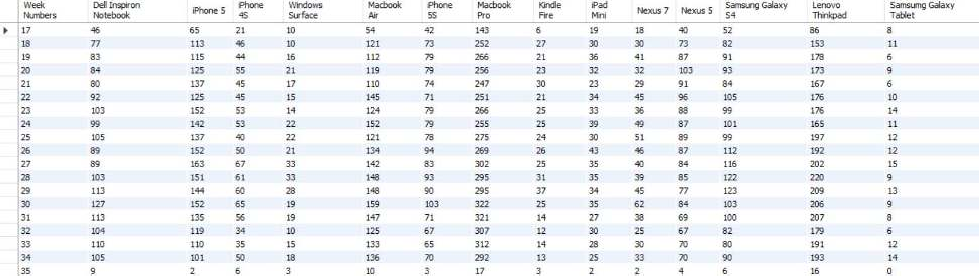 Week Numbers Dell Inspiron Notebook iPhone 5 iPhone 4S Windows Surface Macbook Air iPhone 5S Macbook Pro Kindle Fire iPad Mini Nexus 7 Nexus 5 Samsung Galaxy S4 Lenovo Thinkpad Samsung Galaxy Tablet
17 46 65 21 10 54 42 143 6 19 18 40 52 86 8
18 77 113 46 10 121 73 252 27 30 30 73 82 153 11
19 83 115 44 16 112 79 266 21 36 41 87 91 178 6
20 84 125 55 21 119 79 256 23 32 32 103 93 173 9
21 80 137 45 17 110 74 247 30 23 29 91 84 167 6
22 92 125 45 15 145 71 251 21 34 45 96 105 176 10
23 103 152 53 14 124 79 266 25 33 36 88 99 176 14
24 99 142 53 22 152 79 255 25 39 49 87 101 165 11
25 105 137 40 22 121 78 275 24 30 51 89 99 197 12
26 89 152 50 21 134 94 269 26 43 46 87 112 192 12
27 89 163 67 33 142 83 302 25 35 40 84 116 202 15
28 103 151 61 33 148 93 295 31 35 39 85 122 220 9
29 113 144 60 28 148 90 295 37 34 45 77 123 209 13
30 127 152 65 19 159 103 322 25 35 62 84 103 206 9
31 113 135 56 19 147 71 321 14 27 38 69 100 207 8
32 104 119 34 10 125 67 307 12 30 25 67 82 179 6
33 110 110 35 15 133 65 312 14 28 30 70 80 191 12
34 105 101 50 18 136 70 292 13 25 33 70 90 193 14
35 9 2 6 3 10 3 17 3 2 2 4 6 16 0